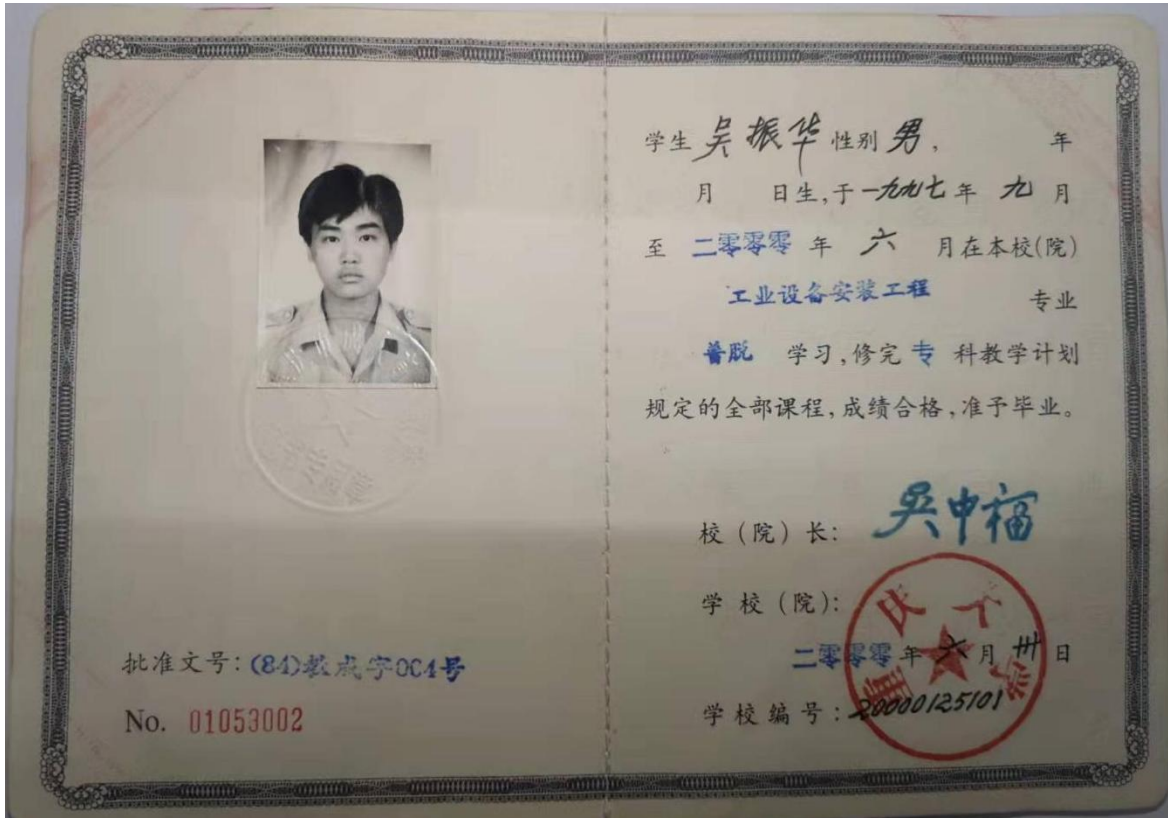 批准文号：(84)教成字004号
No. 01053002
学生 吴振华 性别 男， 年
月 日生，于 一九九七 年 九 月
至 二零零零 年 六 月在本校(院)
工业设备安装工程 专业
普脱 学习，修完 专 科教学计划
规定的全部课程，成绩合格，准予毕业。
校（院）长： 吴中福
学校（院）：
重庆大学
二零零零 年 六 月 卅 日
学校编号：20000125101